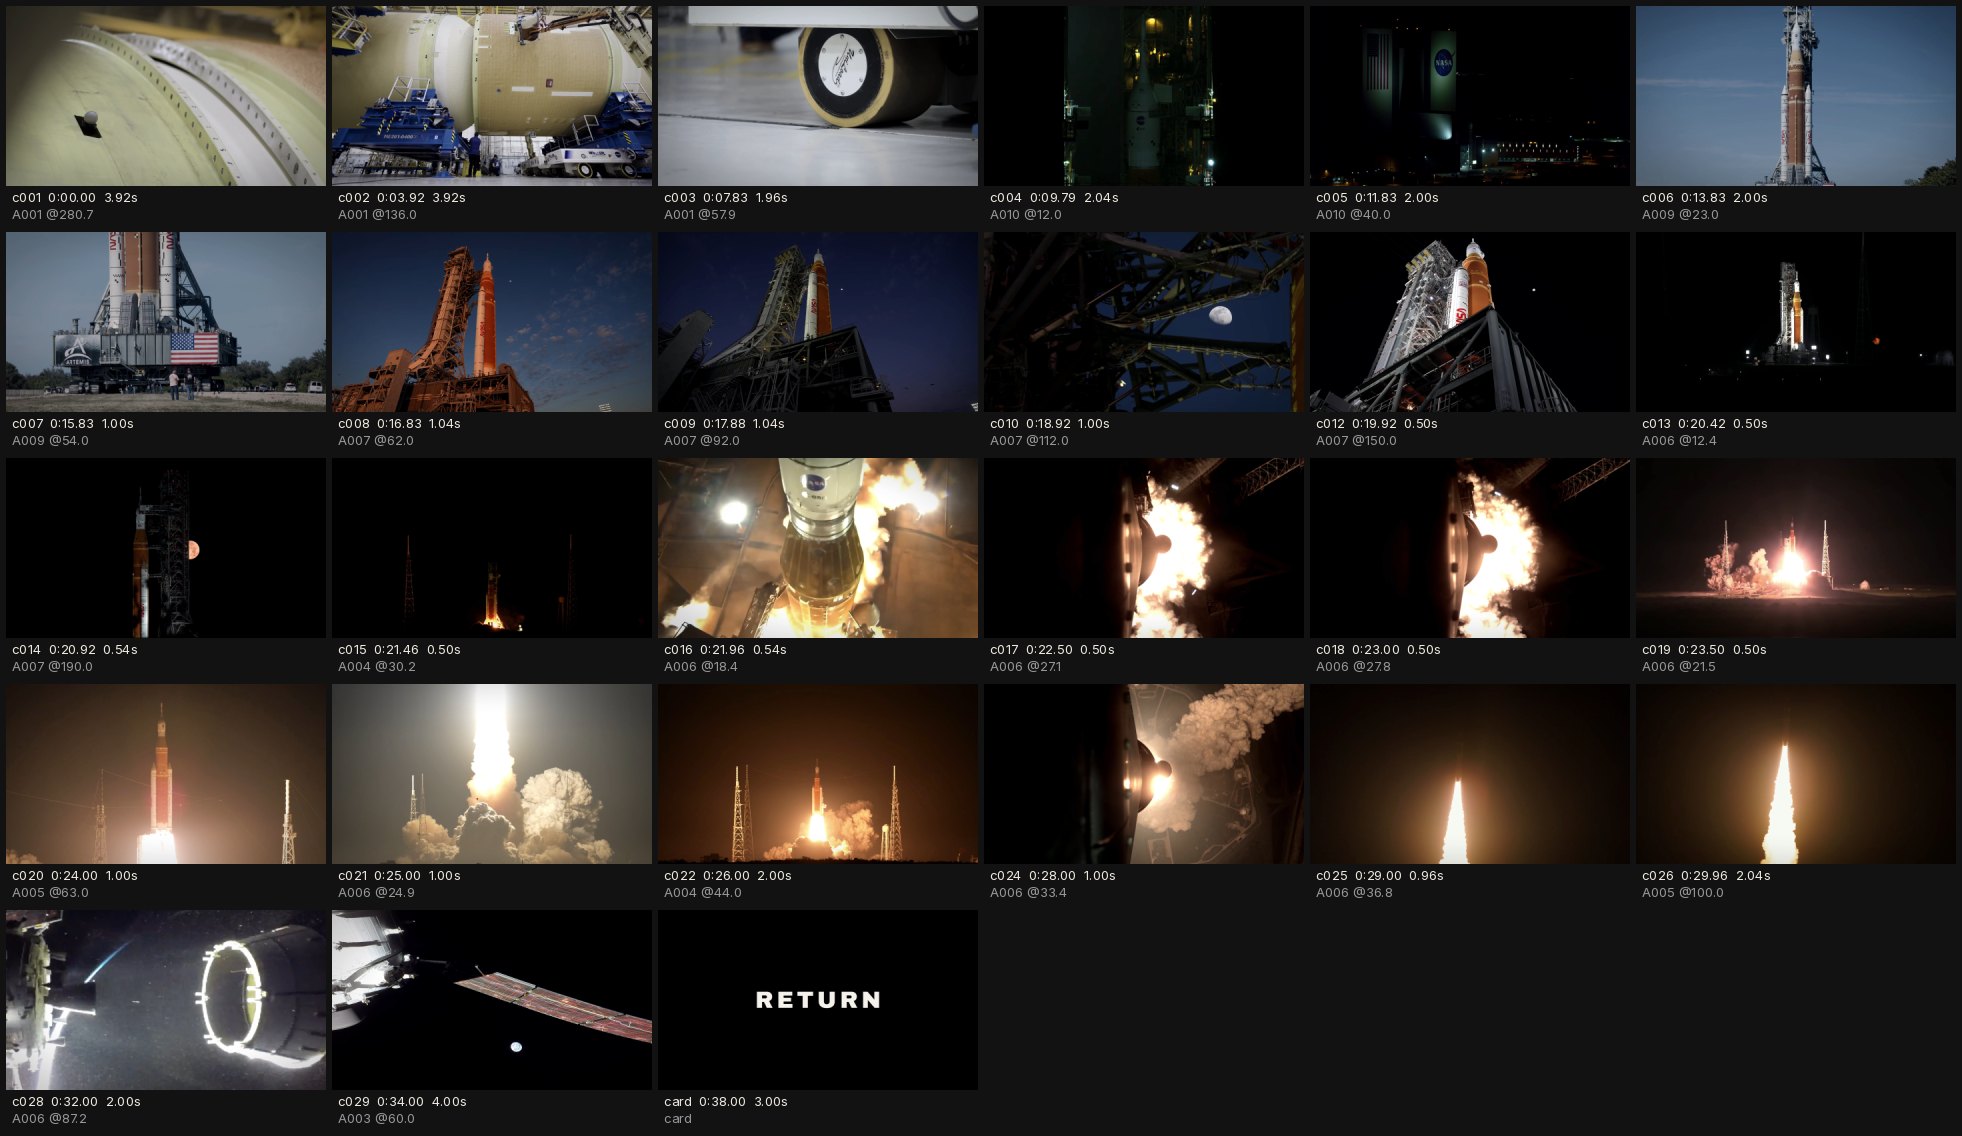 c001 0:00.00 3.92s
A001 @280.7
c002 0:03.92 3.92s
A001 @136.0
c003 0:07.83 1.96s
A001 @57.9
NASA
c004 0:09.79 2.04s
A010 @12.0
NASA
c005 0:11.83 2.00s
A010 @40.0
c006 0:13.83 2.00s
A009 @23.0
ARTEMIS
c007 0:15.83 1.00s
A009 @54.0
c008 0:16.83 1.04s
A007 @62.0
c009 0:17.88 1.04s
A007 @92.0
c010 0:18.92 1.00s
A007 @112.0
c012 0:19.92 0.50s
A007 @150.0
c013 0:20.42 0.50s
A006 @12.4
c014 0:20.92 0.54s
A007 @190.0
c015 0:21.46 0.50s
A004 @30.2
NASA
c016 0:21.96 0.54s
A006 @18.4
c017 0:22.50 0.50s
A006 @27.1
c018 0:23.00 0.50s
A006 @27.8
c019 0:23.50 0.50s
A006 @21.5
c020 0:24.00 1.00s
A005 @63.0
c021 0:25.00 1.00s
A006 @24.9
c022 0:26.00 2.00s
A004 @44.0
c024 0:28.00 1.00s
A006 @33.4
c025 0:29.00 0.96s
A006 @36.8
c026 0:29.96 2.04s
A005 @100.0
c028 0:32.00 2.00s
A006 @87.2
c029 0:34.00 4.00s
A003 @60.0
RETURN
card 0:38.00 3.00s
card